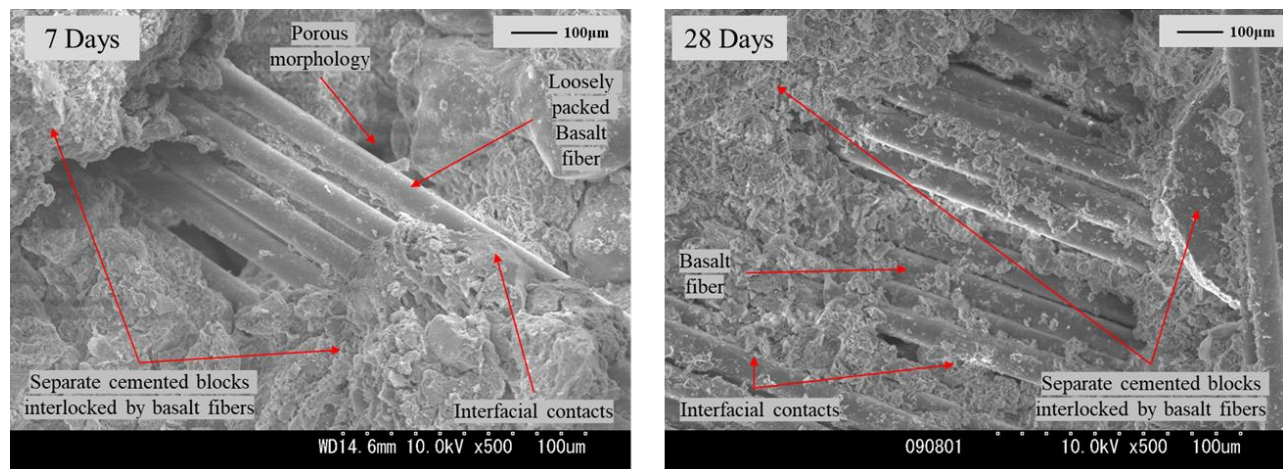 7 Days
100μm
Porous
morphology
Loosely
packed
Basalt
fiber
Separate cemented blocks
interlocked by basalt fibers
Interfacial contacts
WD14.6mm 10.0kV x500 100um
28 Days
100μm
Basalt
fiber
Interfacial contacts
Separate cemented blocks
interlocked by basalt fibers
090801 10.0kV x500 100um